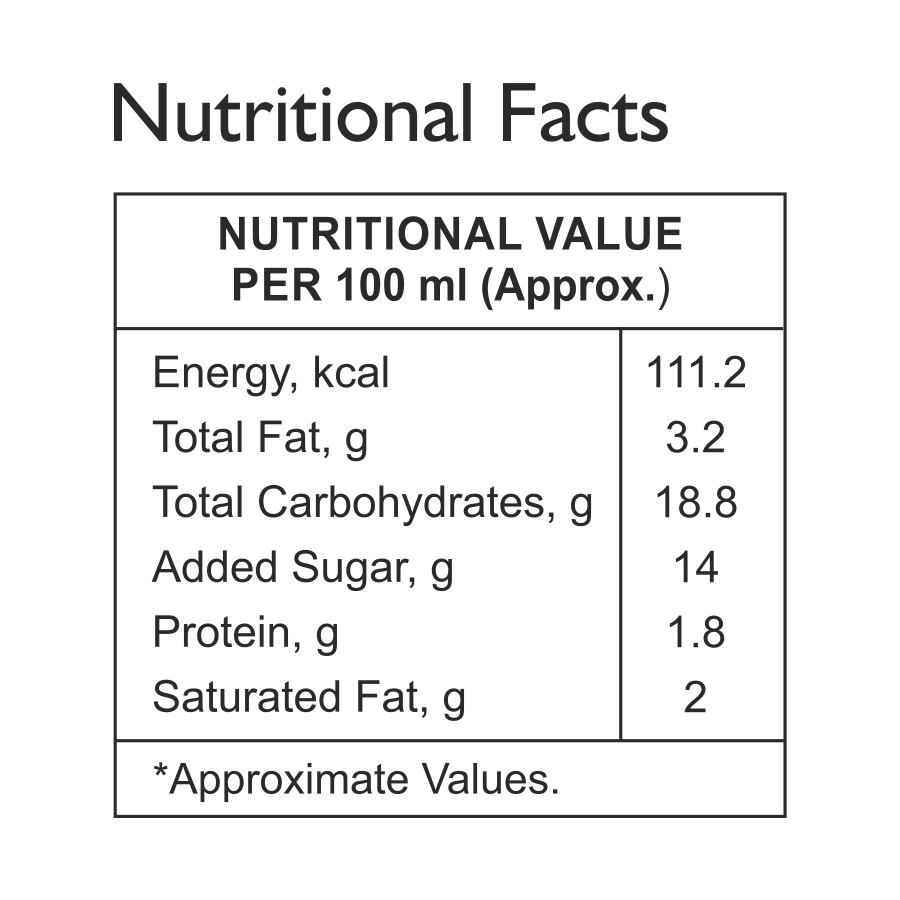 Nutritional Facts
NUTRITIONAL VALUE
PER 100 ml (Approx.)
Energy, kcal 111.2
Total Fat, g 3.2
Total Carbohydrates, g 18.8
Added Sugar, g 14
Protein, g 1.8
Saturated Fat, g 2
*Approximate Values.